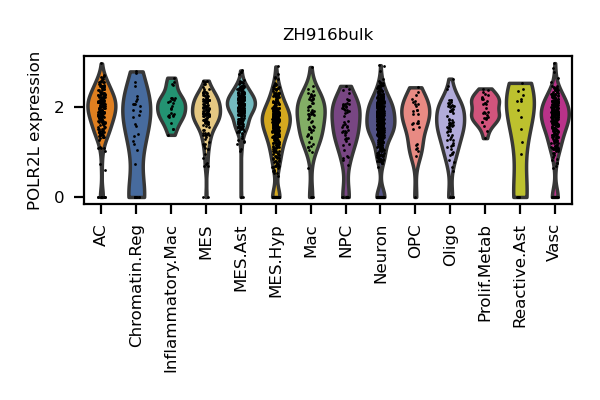 ZH916bulk
POLR2L expression
2
0
AC
Chromatin.Reg
Inflammatory.Mac
MES
MES.Ast
MES.Hyp
Mac
NPC
Neuron
OPC
Oligo
Prolif.Metab
Reactive.Ast
Vasc